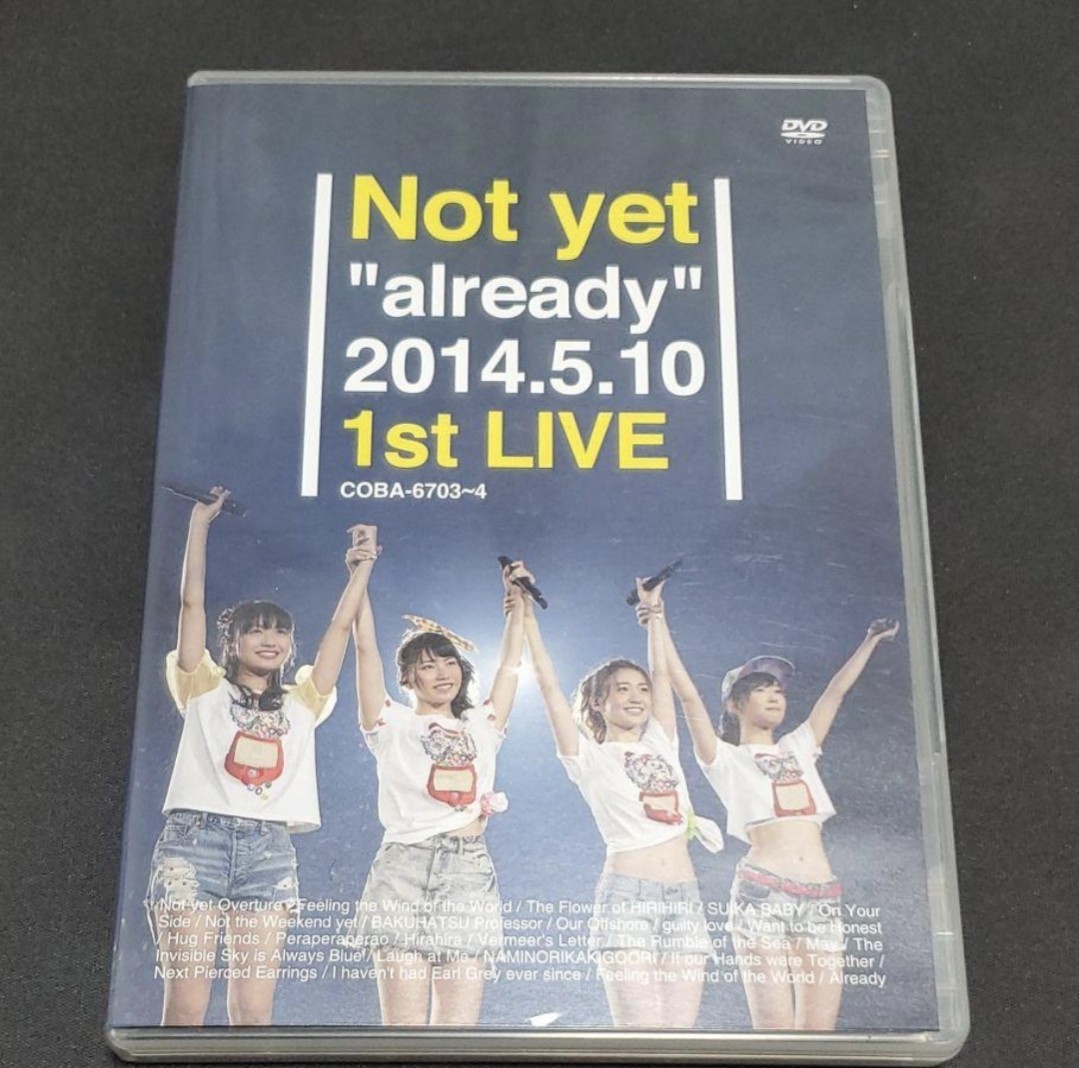 DVD
VIDEO
Not yet
"already"
2014.5.10
1st LIVE
COBA-6703~4
Not yet Overture / Feeling the Wind of the World / The Flower of HIRIHIRI / SUIKA BABY / On Your
Side / Not the Weekend yet / BAKUHATSU Professor / Our Offshore / guilty love / Want to be Honest
/ Hug Friends / Peraperaperao / Hirahira / Vermeer's Letter / The Rumble of the Sea / May / The
Invisible Sky is Always Blue / Laugh at Me / NAMINORIKAKIGOORI / If our Hands were Together /
Next Pierced Earrings / I haven't had Earl Grey ever since / Feeling the Wind of the World / Already